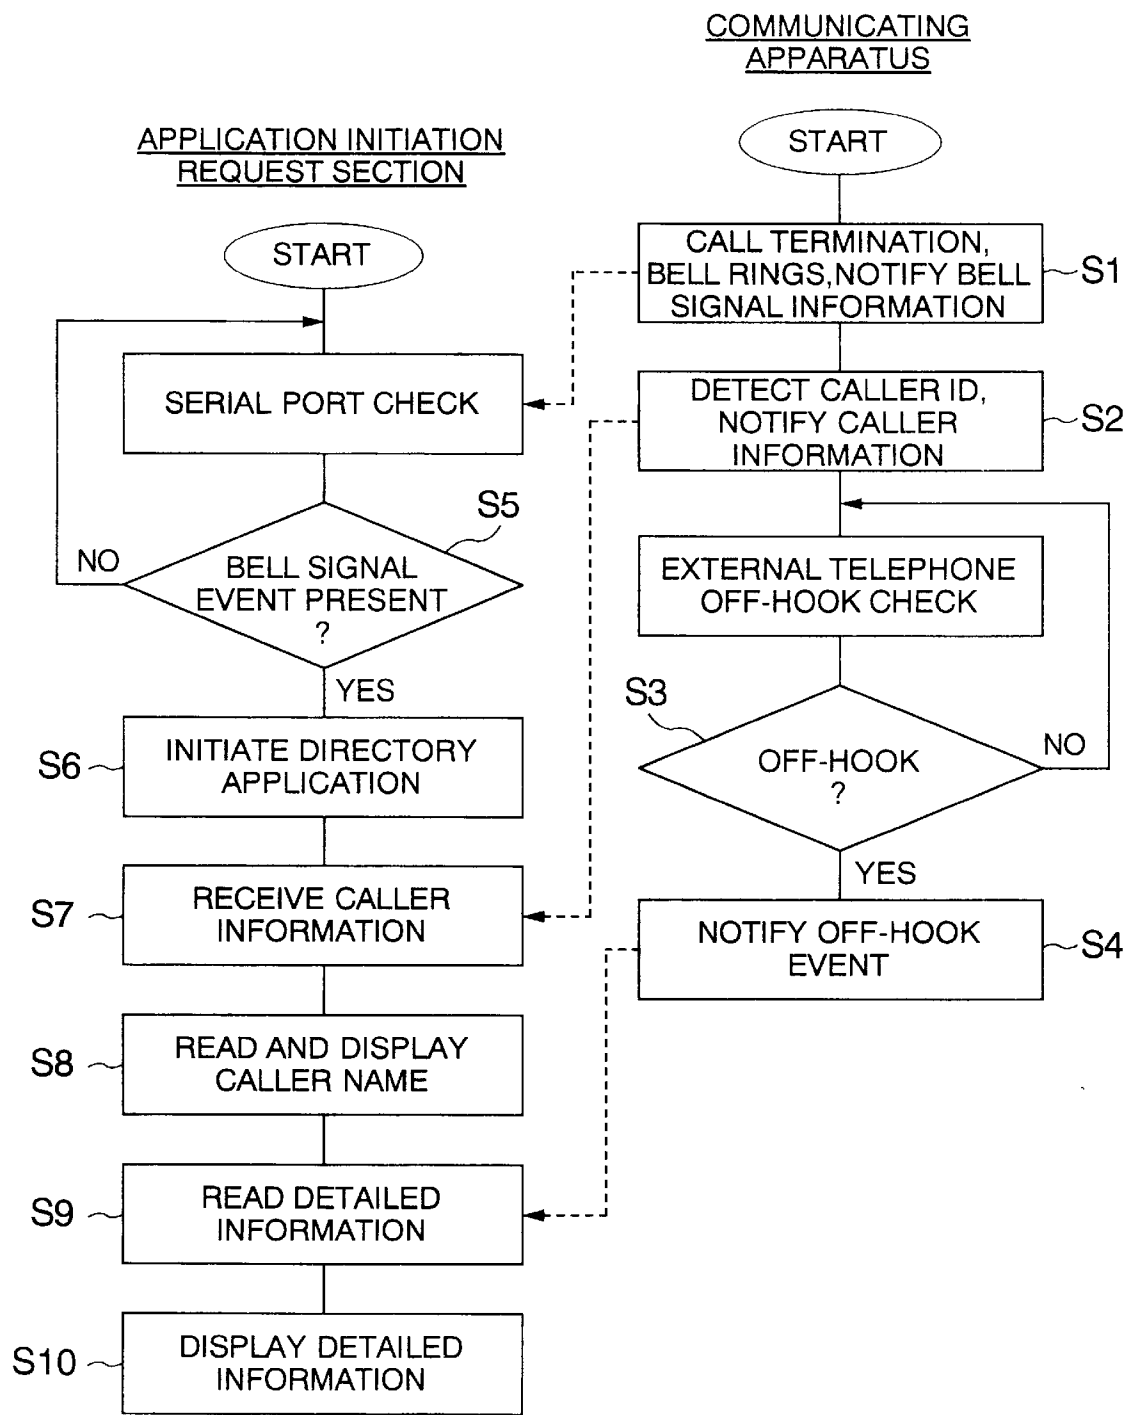 COMMUNICATING
APPARATUS
START
CALL TERMINATION,
BELL RINGS,NOTIFY BELL
SIGNAL INFORMATION
S1
DETECT CALLER ID,
NOTIFY CALLER
INFORMATION
S2
EXTERNAL TELEPHONE
OFF-HOOK CHECK
S3
OFF-HOOK
?
NO
YES
NOTIFY OFF-HOOK
EVENT
S4
APPLICATION INITIATION
REQUEST SECTION
START
SERIAL PORT CHECK
S5
NO
BELL SIGNAL
EVENT PRESENT
?
YES
S6
INITIATE DIRECTORY
APPLICATION
S7
RECEIVE CALLER
INFORMATION
S8
READ AND DISPLAY
CALLER NAME
S9
READ DETAILED
INFORMATION
S10
DISPLAY DETAILED
INFORMATION